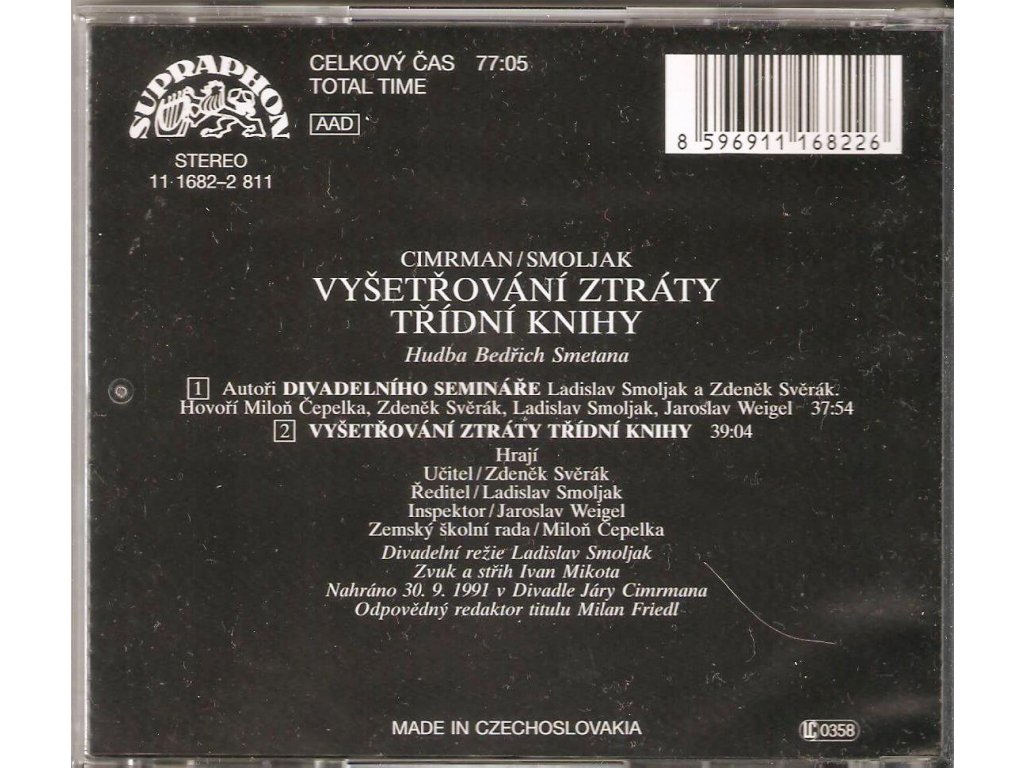 SUPRAPHON
CELKOVÝ ČAS 77:05
TOTAL TIME
AAD
STEREO
11 1682–2 811
8 596911 168226
CIMRMAN/SMOLJAK
VYŠETŘOVÁNÍ ZTRÁTY
TŘÍDNÍ KNIHY
Hudba Bedřich Smetana
1 Autoři DIVADELNÍHO SEMINÁŘE Ladislav Smoljak a Zdeněk Svěrák.
Hovoří Miloň Čepelka, Zdeněk Svěrák, Ladislav Smoljak, Jaroslav Weigel 37:54
2 VYŠETŘOVÁNÍ ZTRÁTY TŘÍDNÍ KNIHY 39:04
Hrají
Učitel/Zdeněk Svěrák
Ředitel/Ladislav Smoljak
Inspektor/Jaroslav Weigel
Zemský školní rada/Miloň Čepelka
Divadelní režie Ladislav Smoljak
Zvuk a střih Ivan Mikota
Nahráno 30. 9. 1991 v Divadle Járy Cimrmana
Odpovědný redaktor titulu Milan Friedl
MADE IN CZECHOSLOVAKIA
LC 0358